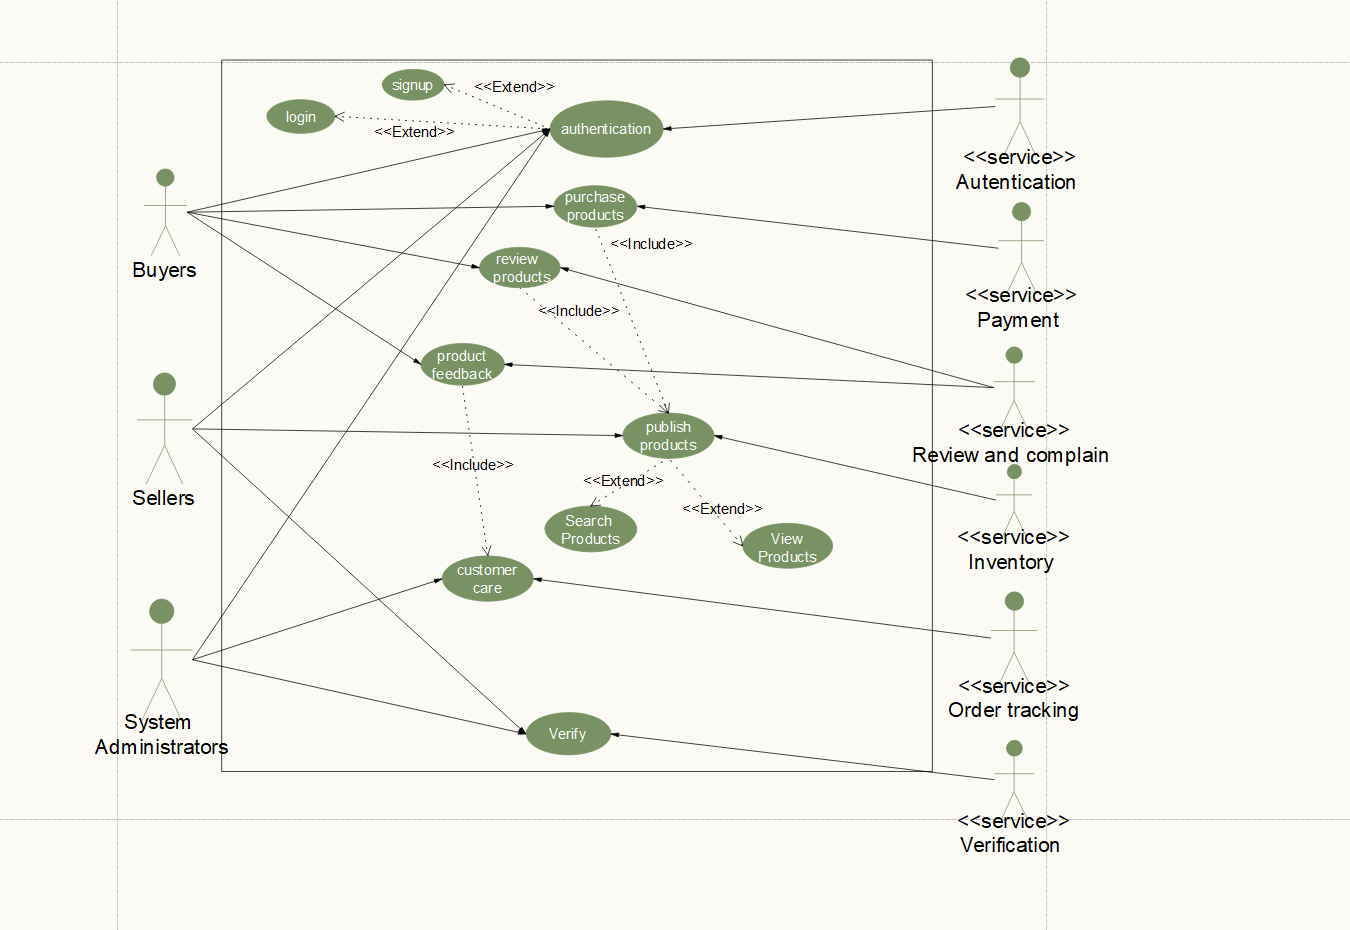 signup
<<Extend>>
login
<<Extend>>
authentication
<<service>>
Autentication
purchase
products
<<Include>>
Buyers
review
products
<<service>>
Payment
<<Include>>
product
feedback
publish
products
<<service>>
Review and complain
<<Include>>
<<Extend>>
<<Extend>>
Sellers
Search
Products
View
Products
<<service>>
Inventory
customer
care
<<service>>
Order tracking
System
Administrators
Verify
<<service>>
Verification